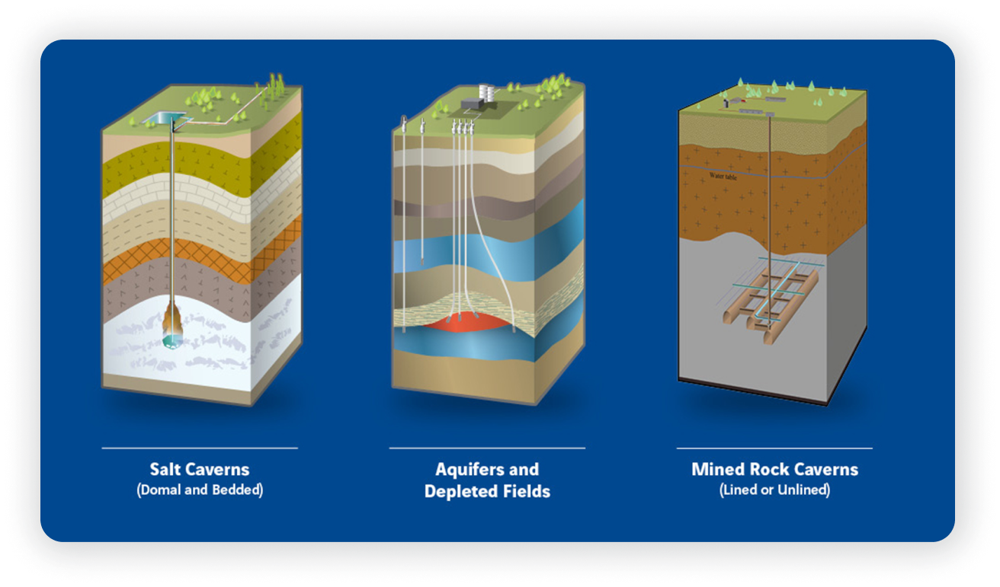 Water table
Salt Caverns
(Domal and Bedded)
Aquifers and
Depleted Fields
Mined Rock Caverns
(Lined or Unlined)